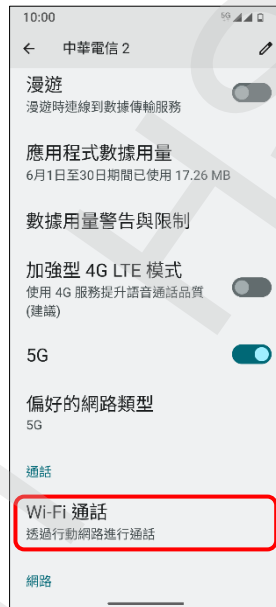 10:00
5G
中華電信 2
漫遊
漫遊時連線到數據傳輸服務
應用程式數據用量
6月1日至30日期間已使用 17.26 MB
數據用量警告與限制
加強型 4G LTE 模式
使用 4G 服務提升語音通話品質
(建議)
5G
偏好的網路類型
5G
通話
Wi-Fi 通話
透過行動網路進行通話
網路